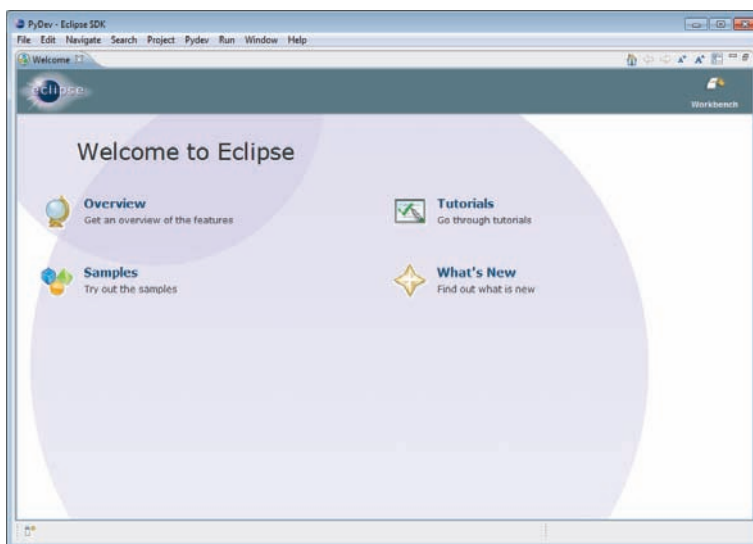 PyDev - Eclipse SDK
File Edit Navigate Search Project Pydev Run Window Help
Welcome
eclipse
Workbench
Welcome to Eclipse
Overview
Get an overview of the features
Tutorials
Go through tutorials
Samples
Try out the samples
What's New
Find out what is new